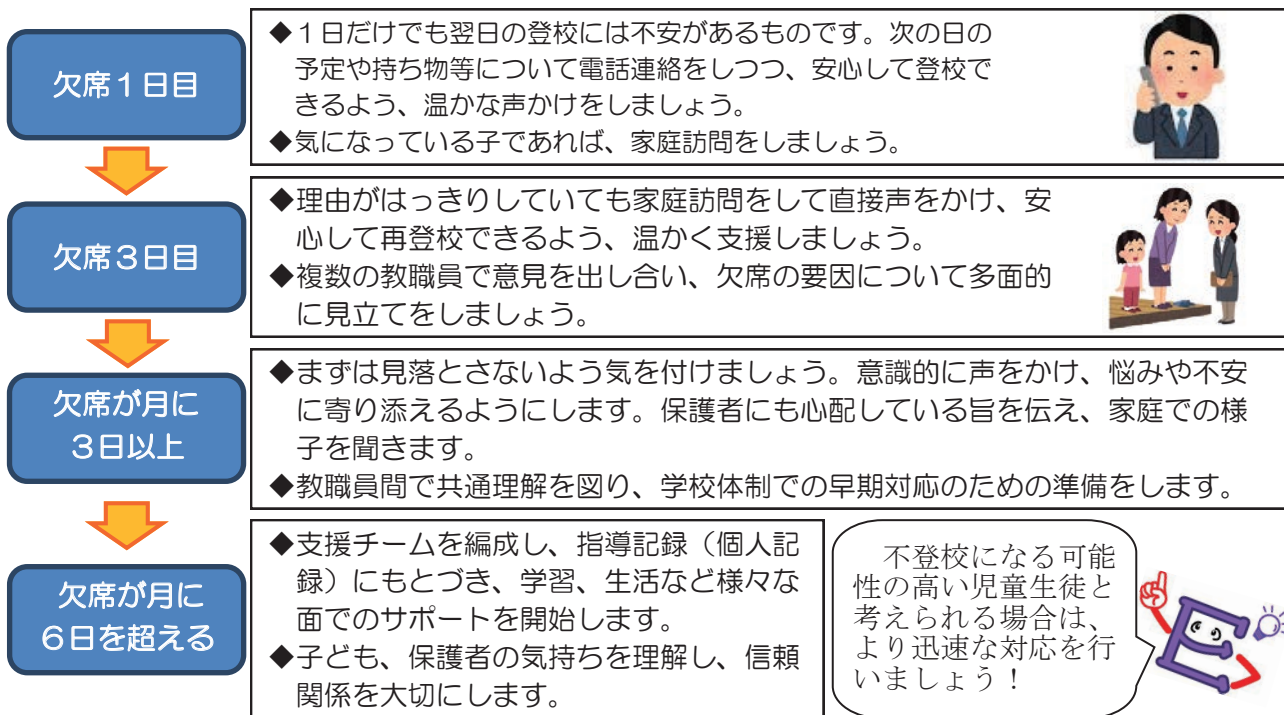 欠席１日目
◆１日だけでも翌日の登校には不安があるものです。次の日の
予定や持ち物等について電話連絡をしつつ、安心して登校で
きるよう、温かな声かけをしましょう。
◆気になっている子であれば、家庭訪問をしましょう。
欠席３日目
◆理由がはっきりしていても家庭訪問をして直接声をかけ、安
心して再登校できるよう、温かく支援しましょう。
◆複数の教職員で意見を出し合い、欠席の要因について多面的
に見立てをしましょう。
欠席が月に
３日以上
◆まずは見落とさないよう気を付けましょう。意識的に声をかけ、悩みや不安
に寄り添えるようにします。保護者にも心配している旨を伝え、家庭での様
子を聞きます。
◆教職員間で共通理解を図り、学校体制での早期対応のための準備をします。
欠席が月に
６日を超える
◆支援チームを編成し、指導記録（個人記
録）にもとづき、学習、生活など様々な
面でのサポートを開始します。
◆子ども、保護者の気持ちを理解し、信頼
関係を大切にします。
不登校になる可能
性の高い児童生徒と
考えられる場合は、
より迅速な対応を行
いましょう！